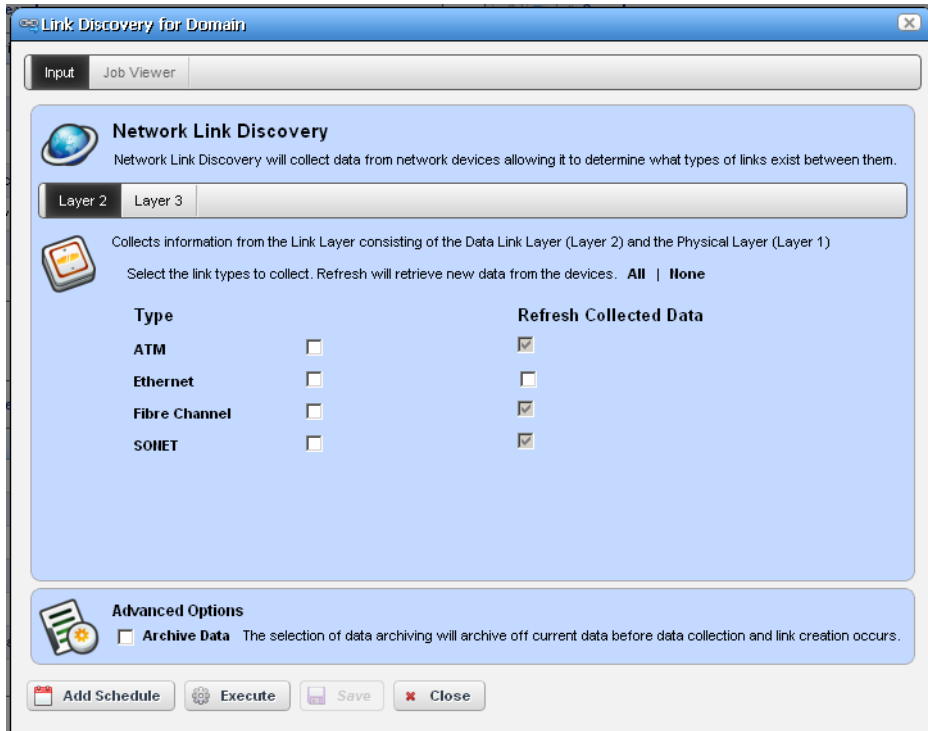 Link Discovery for Domain
Input Job Viewer
Network Link Discovery
Network Link Discovery will collect data from network devices allowing it to determine what types of links exist between them.
Layer 2 Layer 3
Collects information from the Link Layer consisting of the Data Link Layer (Layer 2) and the Physical Layer (Layer 1)
Select the link types to collect. Refresh will retrieve new data from the devices. All | None
Type Refresh Collected Data
ATM
Ethernet
Fibre Channel
SONET
Advanced Options
Archive Data The selection of data archiving will archive off current data before data collection and link creation occurs.
Add Schedule Execute Save Close